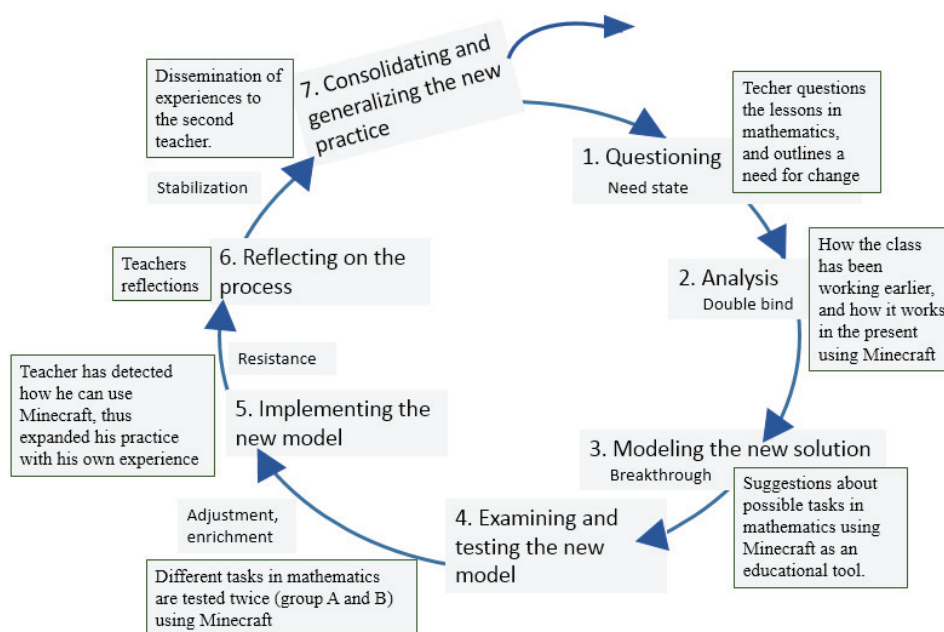 7. Consolidating and
generalizing the new
practice
Dissemination of
experiences to
the second
teacher.
Techer questions
the lessons in
mathematics,
and outlines a
need for change
1. Questioning
Need state
Stabilization
How the class
has been
working earlier,
and how it works
in the present
using Minecraft
2. Analysis
Double bind
Teachers
reflections
6. Reflecting on the
process
Resistance
Teacher has detected
how he can use
Minecraft, thus
expanded his practice
with his own experience
5. Implementing the
new model
3. Modeling the new solution
Breakthrough
Suggestions about
possible tasks in
mathematics using
Minecraft as an
educational tool.
4. Examining and
testing the new
model
Adjustment,
enrichment
Different tasks in mathematics
are tested twice (group A and B)
using Minecraft